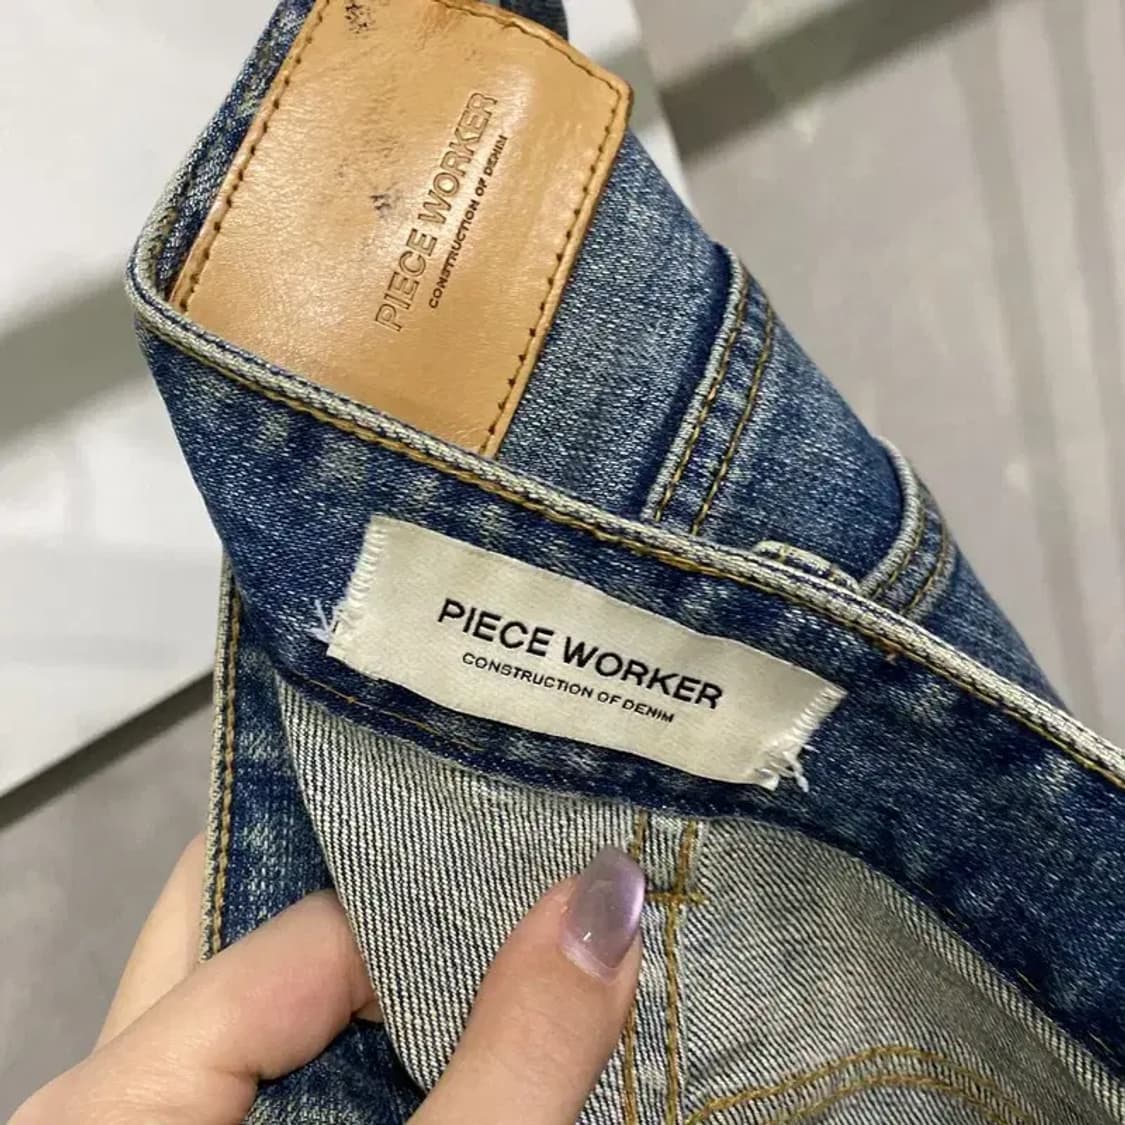 PIECE WORKER
CONSTRUCTION OF DENIM
PIECE WORKER
CONSTRUCTION OF DENIM